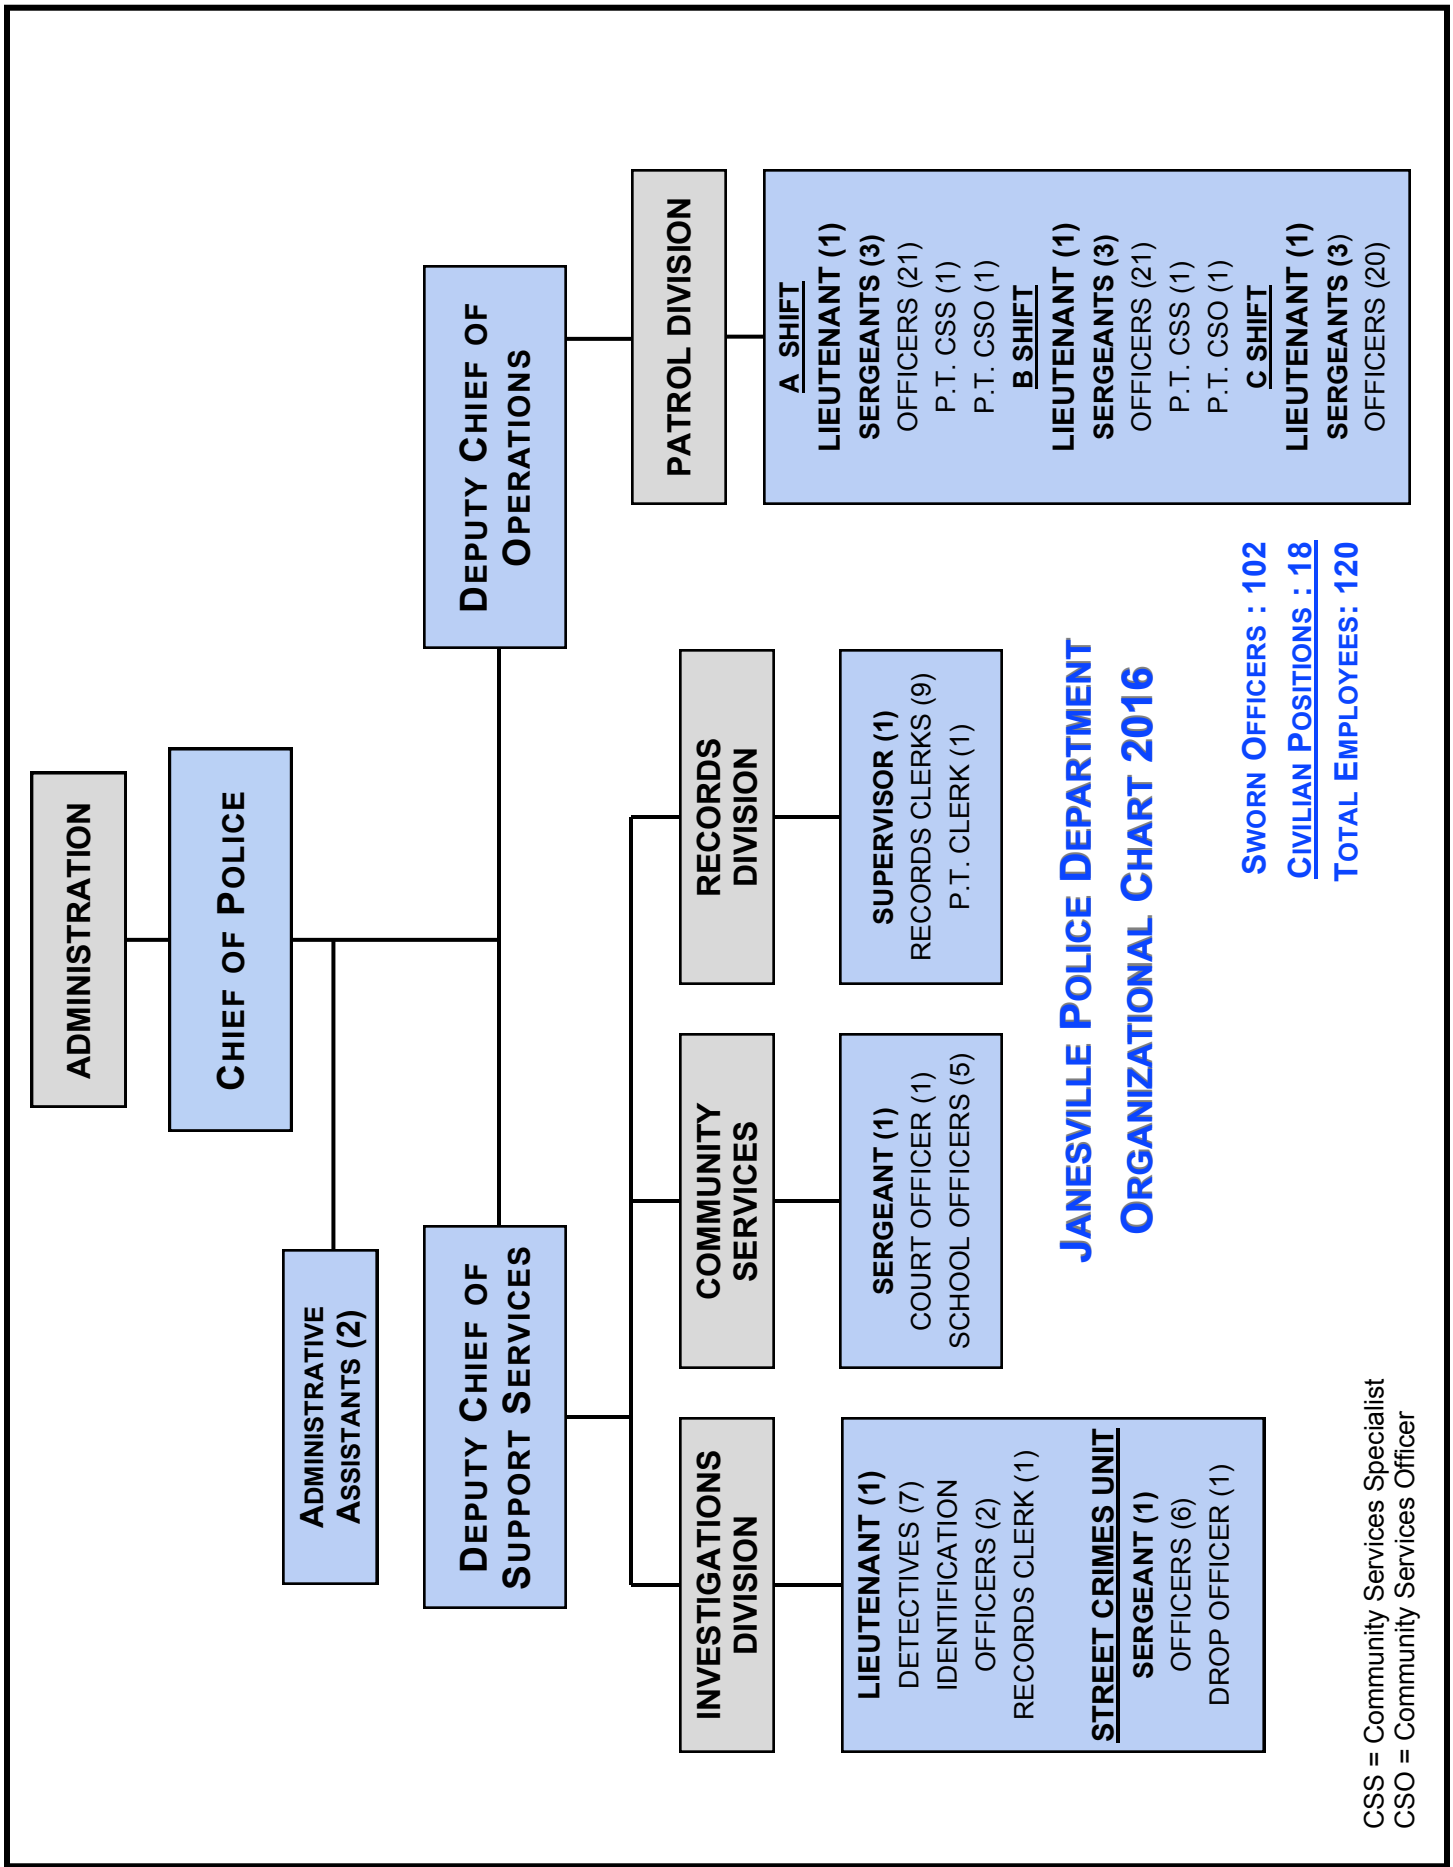 ADMINISTRATION
CHIEF OF POLICE
ADMINISTRATIVE
ASSISTANTS (2)
DEPUTY CHIEF OF
SUPPORT SERVICES
DEPUTY CHIEF OF
OPERATIONS
INVESTIGATIONS
DIVISION
LIEUTENANT (1)
DETECTIVES (7)
IDENTIFICATION
OFFICERS (2)
RECORDS CLERK (1)
STREET CRIMES UNIT
SERGEANT (1)
OFFICERS (6)
DROP OFFICER (1)
COMMUNITY
SERVICES
SERGEANT (1)
COURT OFFICER (1)
SCHOOL OFFICERS (5)
RECORDS
DIVISION
SUPERVISOR (1)
RECORDS CLERKS (9)
P.T. CLERK (1)
PATROL DIVISION
A SHIFT
LIEUTENANT (1)
SERGEANTS (3)
OFFICERS (21)
P.T. CSS (1)
P.T. CSO (1)
B SHIFT
LIEUTENANT (1)
SERGEANTS (3)
OFFICERS (21)
P.T. CSS (1)
P.T. CSO (1)
C SHIFT
LIEUTENANT (1)
SERGEANTS (3)
OFFICERS (20)
JANESVILLE POLICE DEPARTMENT
ORGANIZATIONAL CHART 2016
SWORN OFFICERS : 102
CIVILIAN POSITIONS : 18
TOTAL EMPLOYEES: 120
CSS = Community Services Specialist
CSO = Community Services Officer